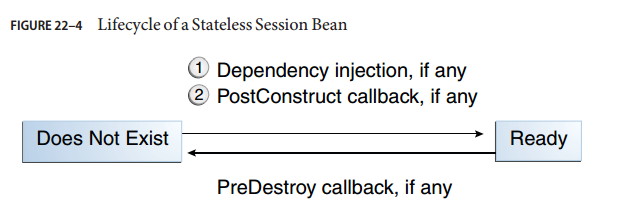 FIGURE 22–4 Lifecycle of a Stateless Session Bean
1 Dependency injection, if any
2 PostConstruct callback, if any
Does Not Exist
Ready
PreDestroy callback, if any